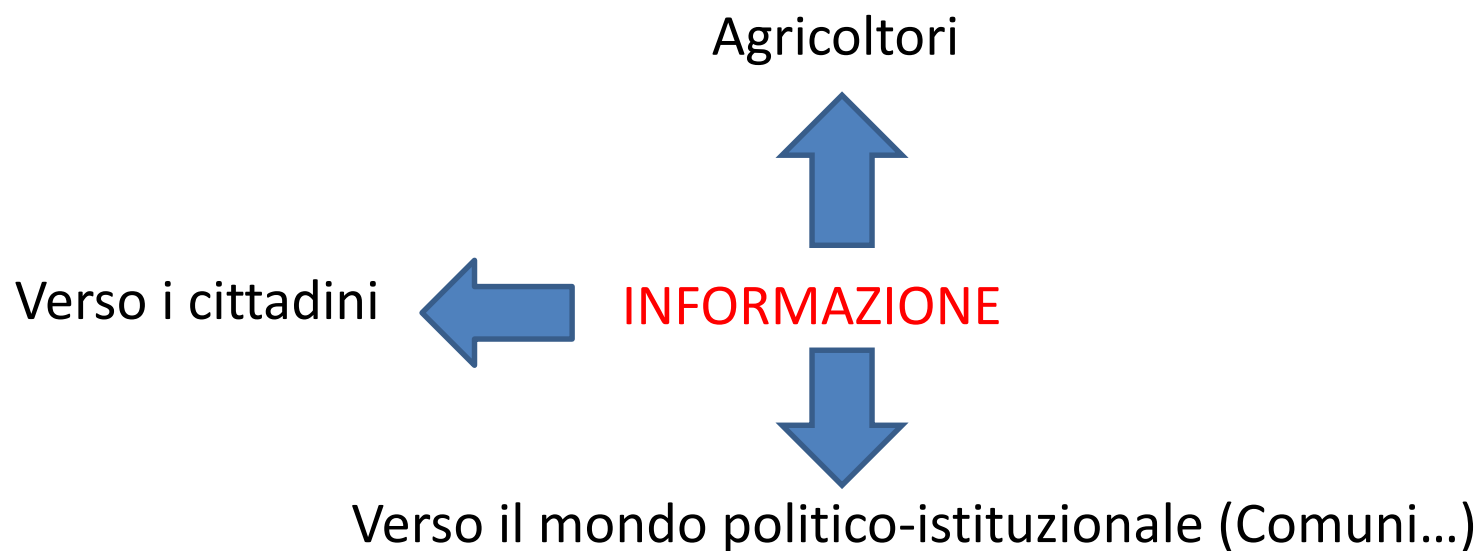 Agricoltori
Verso i cittadini
INFORMAZIONE
Verso il mondo politico-istituzionale (Comuni…)